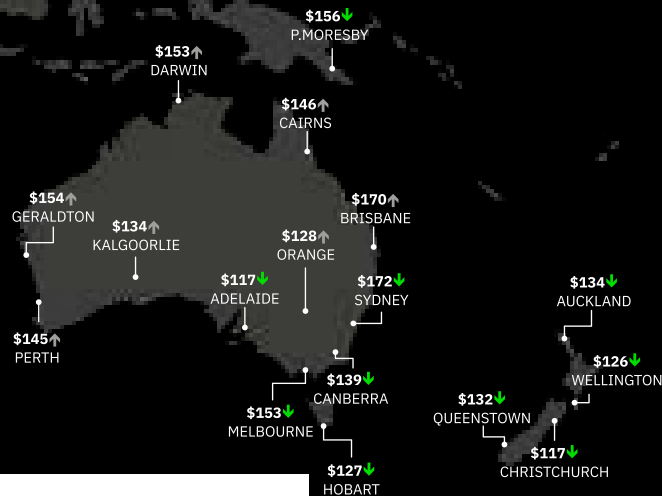 $156↓
P.MORESBY
$153↑
DARWIN
$146↑
CAIRNS
$154↑
GERALDTON
$170↑
BRISBANE
$134↑
KALGOORLIE
$128↑
ORANGE
$117↓
ADELAIDE
$172↓
SYDNEY
$134↓
AUCKLAND
$145↑
PERTH
$126↓
WELLINGTON
$139↓
CANBERRA
$132↓
QUEENSTOWN
$153↓
MELBOURNE
$117↓
CHRISTCHURCH
$127↓
HOBART